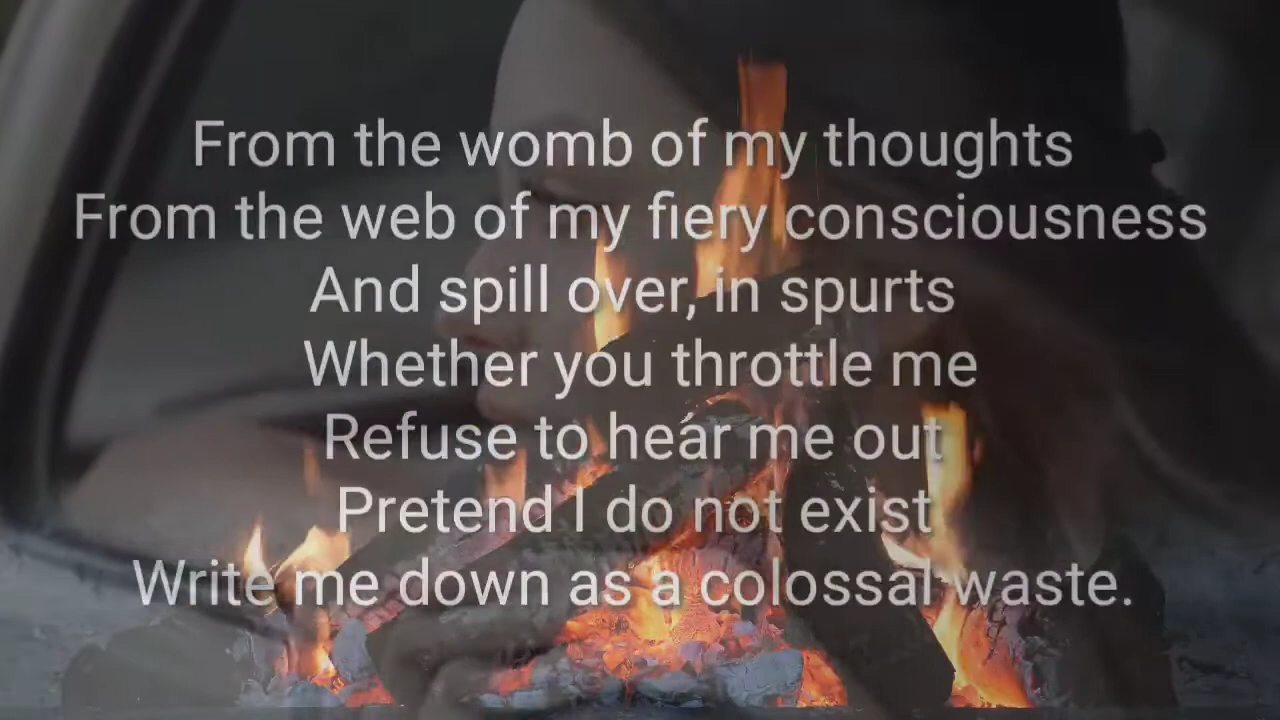 From the womb of my thoughts
From the web of my fiery consciousness
And spill over, in spurts
Whether you throttle me
Refuse to hear me out
Pretend I do not exist
Write me down as a colossal waste.